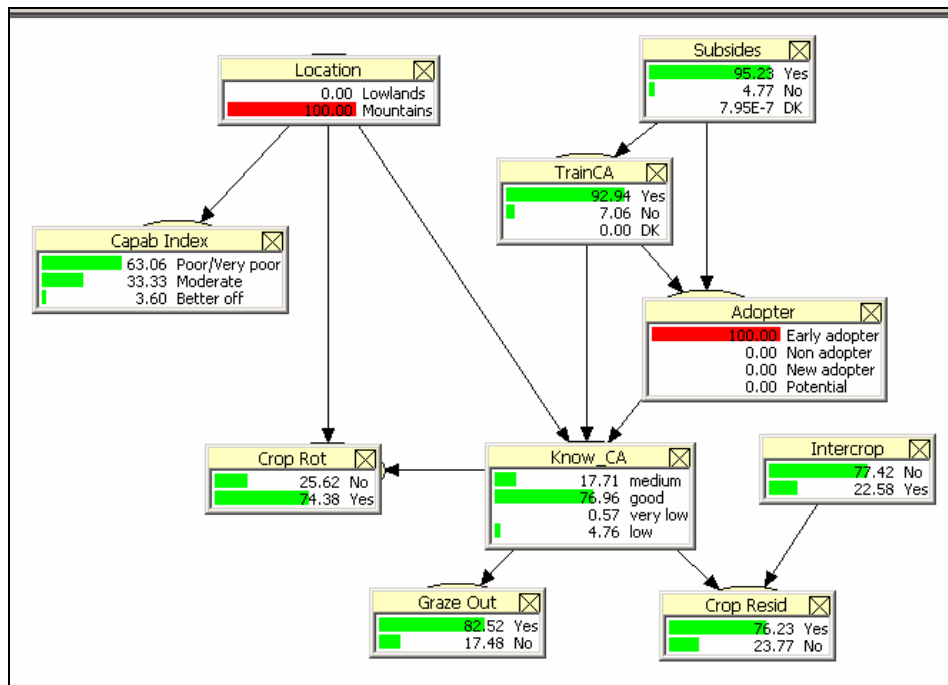 Location
0.00 Lowlands
100.00 Mountains
Subsides
95.23 Yes
4.77 No
7.95E-7 DK
TrainCA
92.94 Yes
7.06 No
0.00 DK
Capab Index
63.06 Poor/Very poor
33.33 Moderate
3.60 Better off
Adopter
100.00 Early adopter
0.00 Non adopter
0.00 New adopter
0.00 Potential
Crop Rot
25.62 No
74.38 Yes
Know_CA
17.71 medium
76.96 good
0.57 very low
4.76 low
Intercrop
77.42 No
22.58 Yes
Graze Out
82.52 Yes
17.48 No
Crop Resid
76.23 Yes
23.77 No